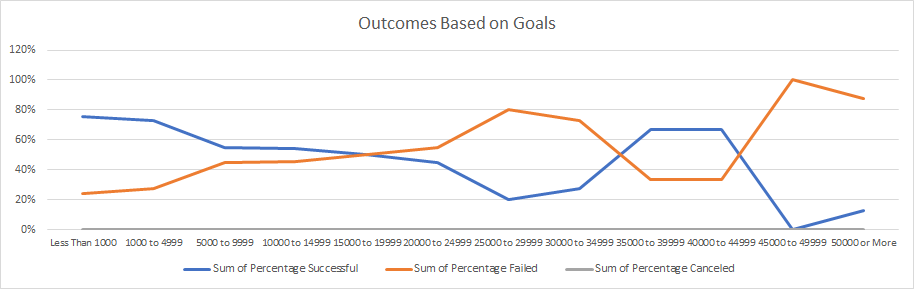 Outcomes Based on Goals
120%
100%
80%
60%
40%
20%
0%
Less Than 1000 1000 to 4999 5000 to 9999 10000 to 14999 15000 to 19999 20000 to 24999 25000 to 29999 30000 to 34999 35000 to 39999 40000 to 44999 45000 to 49999 50000 or More
Sum of Percentage Successful Sum of Percentage Failed Sum of Percentage Canceled